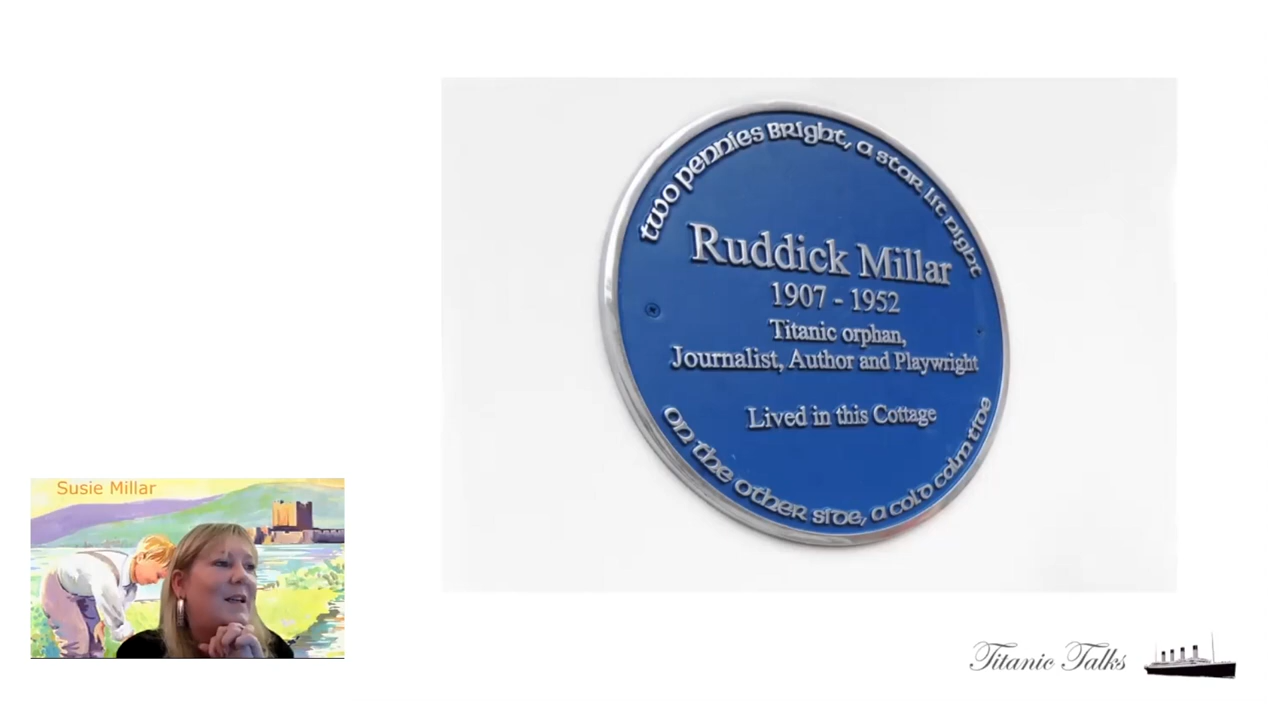 two pennies Bright, a star lit night
Ruddick Millar
1907 - 1952
Titanic orphan,
Journalist, Author and Playwright
Lived in this Cottage
on the other side, a cold calm tide
Susie Millar
Titanic Talks